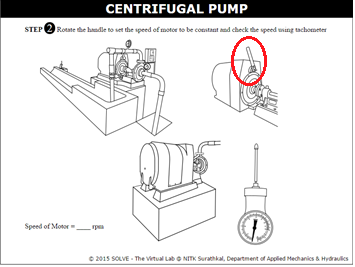 CENTRIFUGAL PUMP
STEP 2 Rotate the handle to set the speed of motor to be constant and check the speed using tachometer
Speed of Motor = ____ rpm
© 2015 SOLVE - The Virtual Lab @ NITK Surathkal, Department of Applied Mechanics & Hydraulics